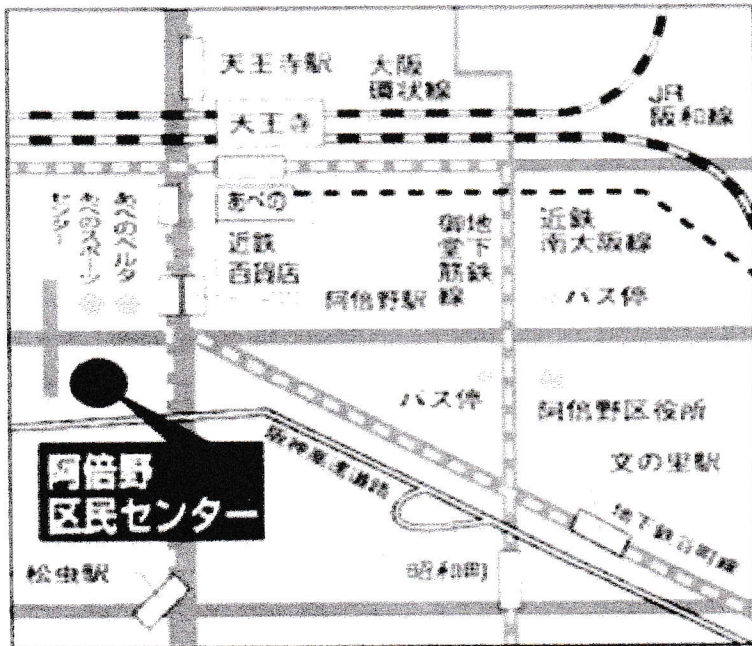 天王寺駅
大阪
環状線
JR
阪和線
天王寺
あべの
近鉄
百貨店
御堂筋線
地下鉄
近鉄
南大阪線
あべのベルタ
あべのスポーツ
センター
阿倍野駅
バス停
バス停
阿倍野区役所
文の里駅
阪神高速道路
地下鉄谷町線
阿倍野
区民センター
松虫駅
昭和町